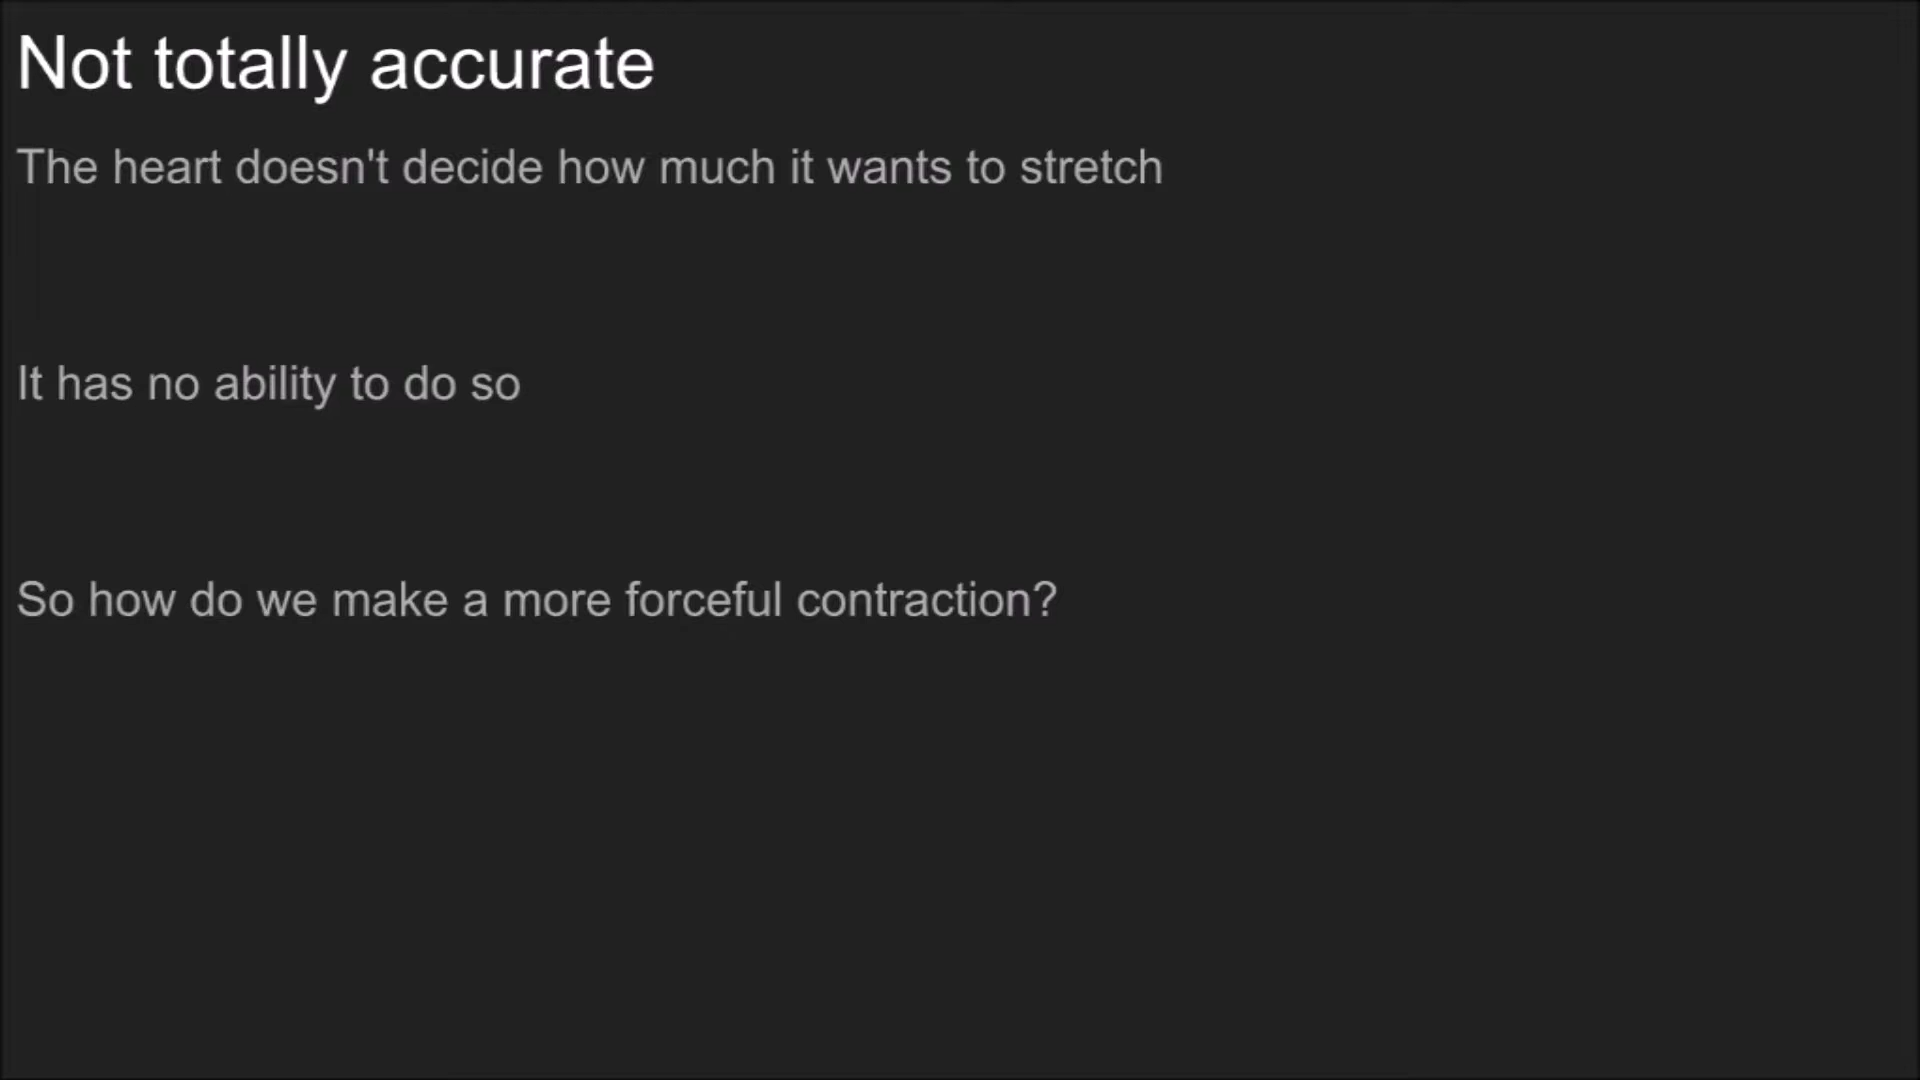 Not totally accurate
The heart doesn't decide how much it wants to stretch
It has no ability to do so
So how do we make a more forceful contraction?